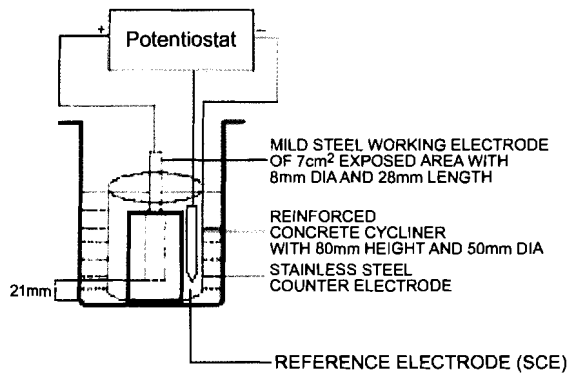 Potentiostat
+
−
MILD STEEL WORKING ELECTRODE
OF 7cm² EXPOSED AREA WITH
8mm DIA AND 28mm LENGTH
REINFORCED
CONCRETE CYCLINER
WITH 80mm HEIGHT AND 50mm DIA
STAINLESS STEEL
COUNTER ELECTRODE
21mm
REFERENCE ELECTRODE (SCE)